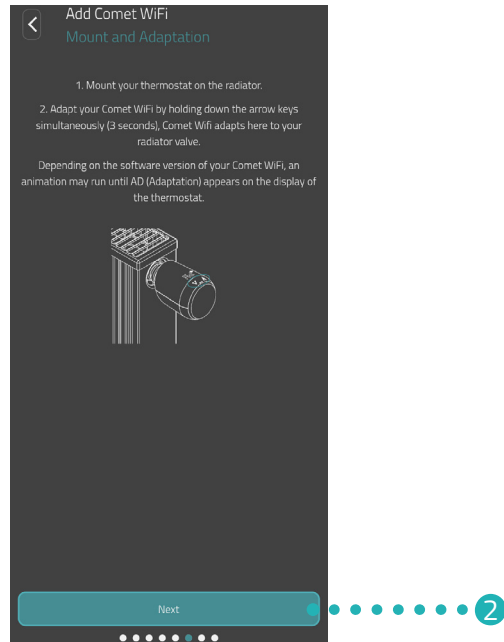 Add Comet WiFi
Mount and Adaptation
1. Mount your thermostat on the radiator.
2. Adapt your Comet WiFi by holding down the arrow keys
simultaneously (3 seconds), Comet Wifi adapts here to your
radiator valve.
Depending on the software version of your Comet WiFi, an
animation may run until AD (Adaptation) appears on the display of
the thermostat.
Next
2